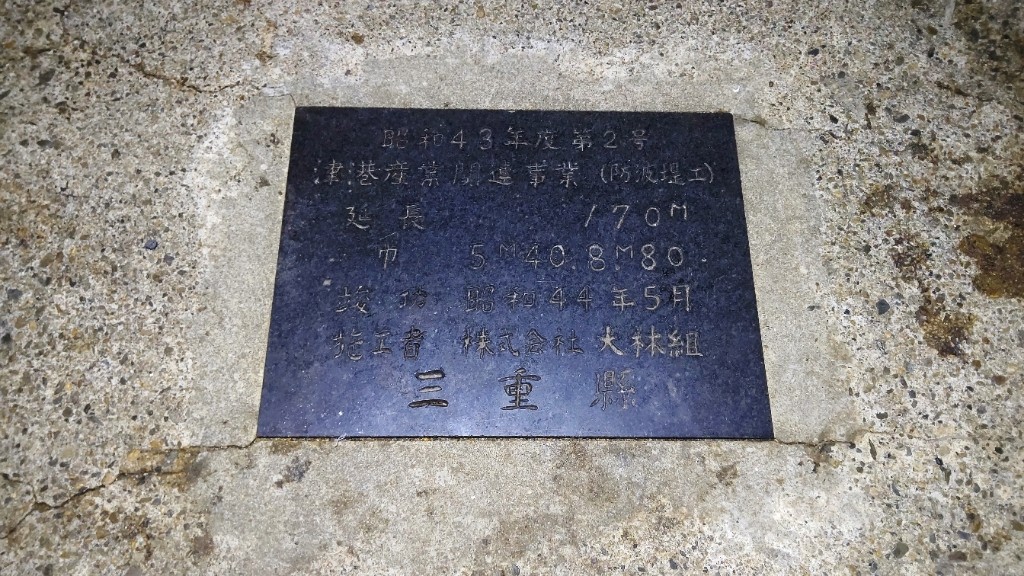 昭和43年度第2号
津港産業関連事業(防波堤工)
延長 170M
巾 5M40.8M80
竣功 昭和44年5月
施工者 株式会社 大林組
三重縣